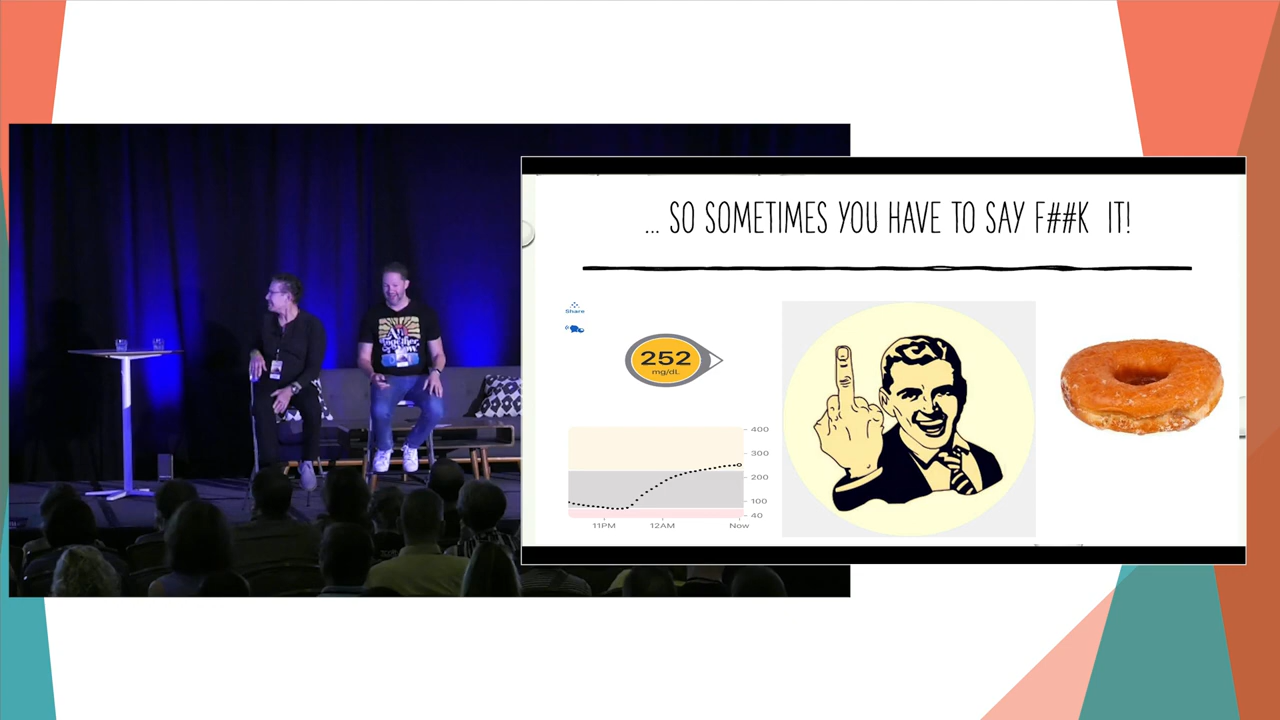 ... SO SOMETIMES YOU HAVE TO SAY F##K IT!
Share
252
mg/dL
400
300
200
100
40
11PM 12AM Now
together